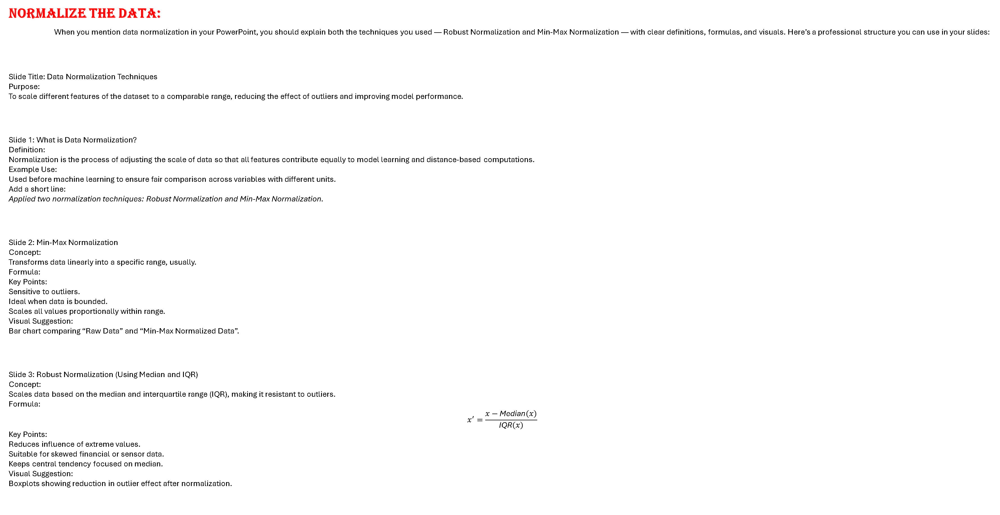 NORMALIZE THE DATA:
When you mention data normalization in your PowerPoint, you should explain both the techniques you used — Robust Normalization and Min-Max Normalization — with clear definitions, formulas, and visuals. Here’s a professional structure you can use in your slides:
Slide Title: Data Normalization Techniques
Purpose:
To scale different features of the dataset to a comparable range, reducing the effect of outliers and improving model performance.
Slide 1: What is Data Normalization?
Definition:
Normalization is the process of adjusting the scale of data so that all features contribute equally to model learning and distance-based computations.
Example Use:
Used before machine learning to ensure fair comparison across variables with different units.
Add a short line:
Applied two normalization techniques: Robust Normalization and Min-Max Normalization.
Slide 2: Min-Max Normalization
Concept:
Transforms data linearly into a specific range, usually.
Formula:
Key Points:
Sensitive to outliers.
Ideal when data is bounded.
Scales all values proportionally within range.
Visual Suggestion:
Bar chart comparing “Raw Data” and “Min-Max Normalized Data”.
Slide 3: Robust Normalization (Using Median and IQR)
Concept:
Scales data based on the median and interquartile range (IQR), making it resistant to outliers.
Formula:
x′ = (x − Median(x)) / IQR(x)
Key Points:
Reduces influence of extreme values.
Suitable for skewed financial or sensor data.
Keeps central tendency focused on median.
Visual Suggestion:
Boxplots showing reduction in outlier effect after normalization.